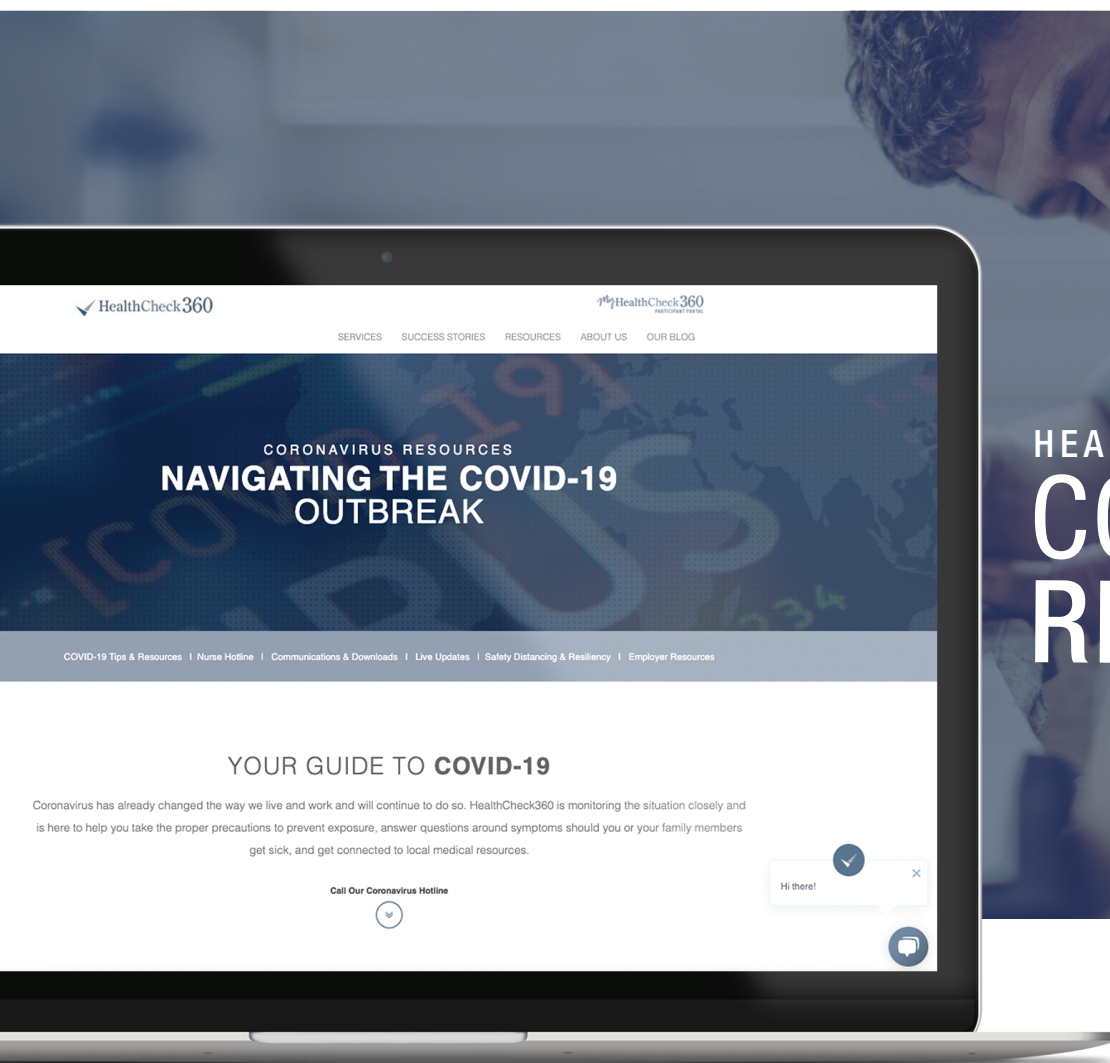 HealthCheck360
myHealthCheck360
PARTICIPANT PORTAL
SERVICES SUCCESS STORIES RESOURCES ABOUT US OUR BLOG
CORONAVIRUS RESOURCES
NAVIGATING THE COVID-19
OUTBREAK
[COVID-19]
VIRUS
234
COVID-19 Tips & Resources | Nurse Hotline | Communications & Downloads | Live Updates | Safety Distancing & Resiliency | Employer Resources
YOUR GUIDE TO COVID-19
Coronavirus has already changed the way we live and work and will continue to do so. HealthCheck360 is monitoring the situation closely and
is here to help you take the proper precautions to prevent exposure, answer questions around symptoms should you or your family members
get sick, and get connected to local medical resources.
Call Our Coronavirus Hotline
Hi there!
HEA
CO
R